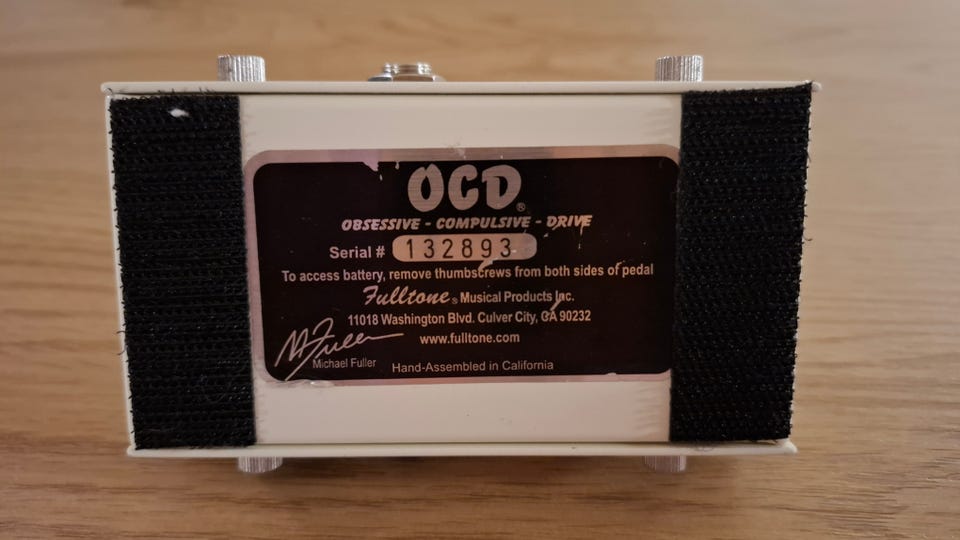 OCD®
OBSESSIVE - COMPULSIVE - DRIVE
Serial # 132893
To access battery, remove thumbscrews from both sides of pedal
Fulltone® Musical Products Inc.
11018 Washington Blvd. Culver City, CA 90232
www.fulltone.com
M Fuller
Michael Fuller
Hand-Assembled in California